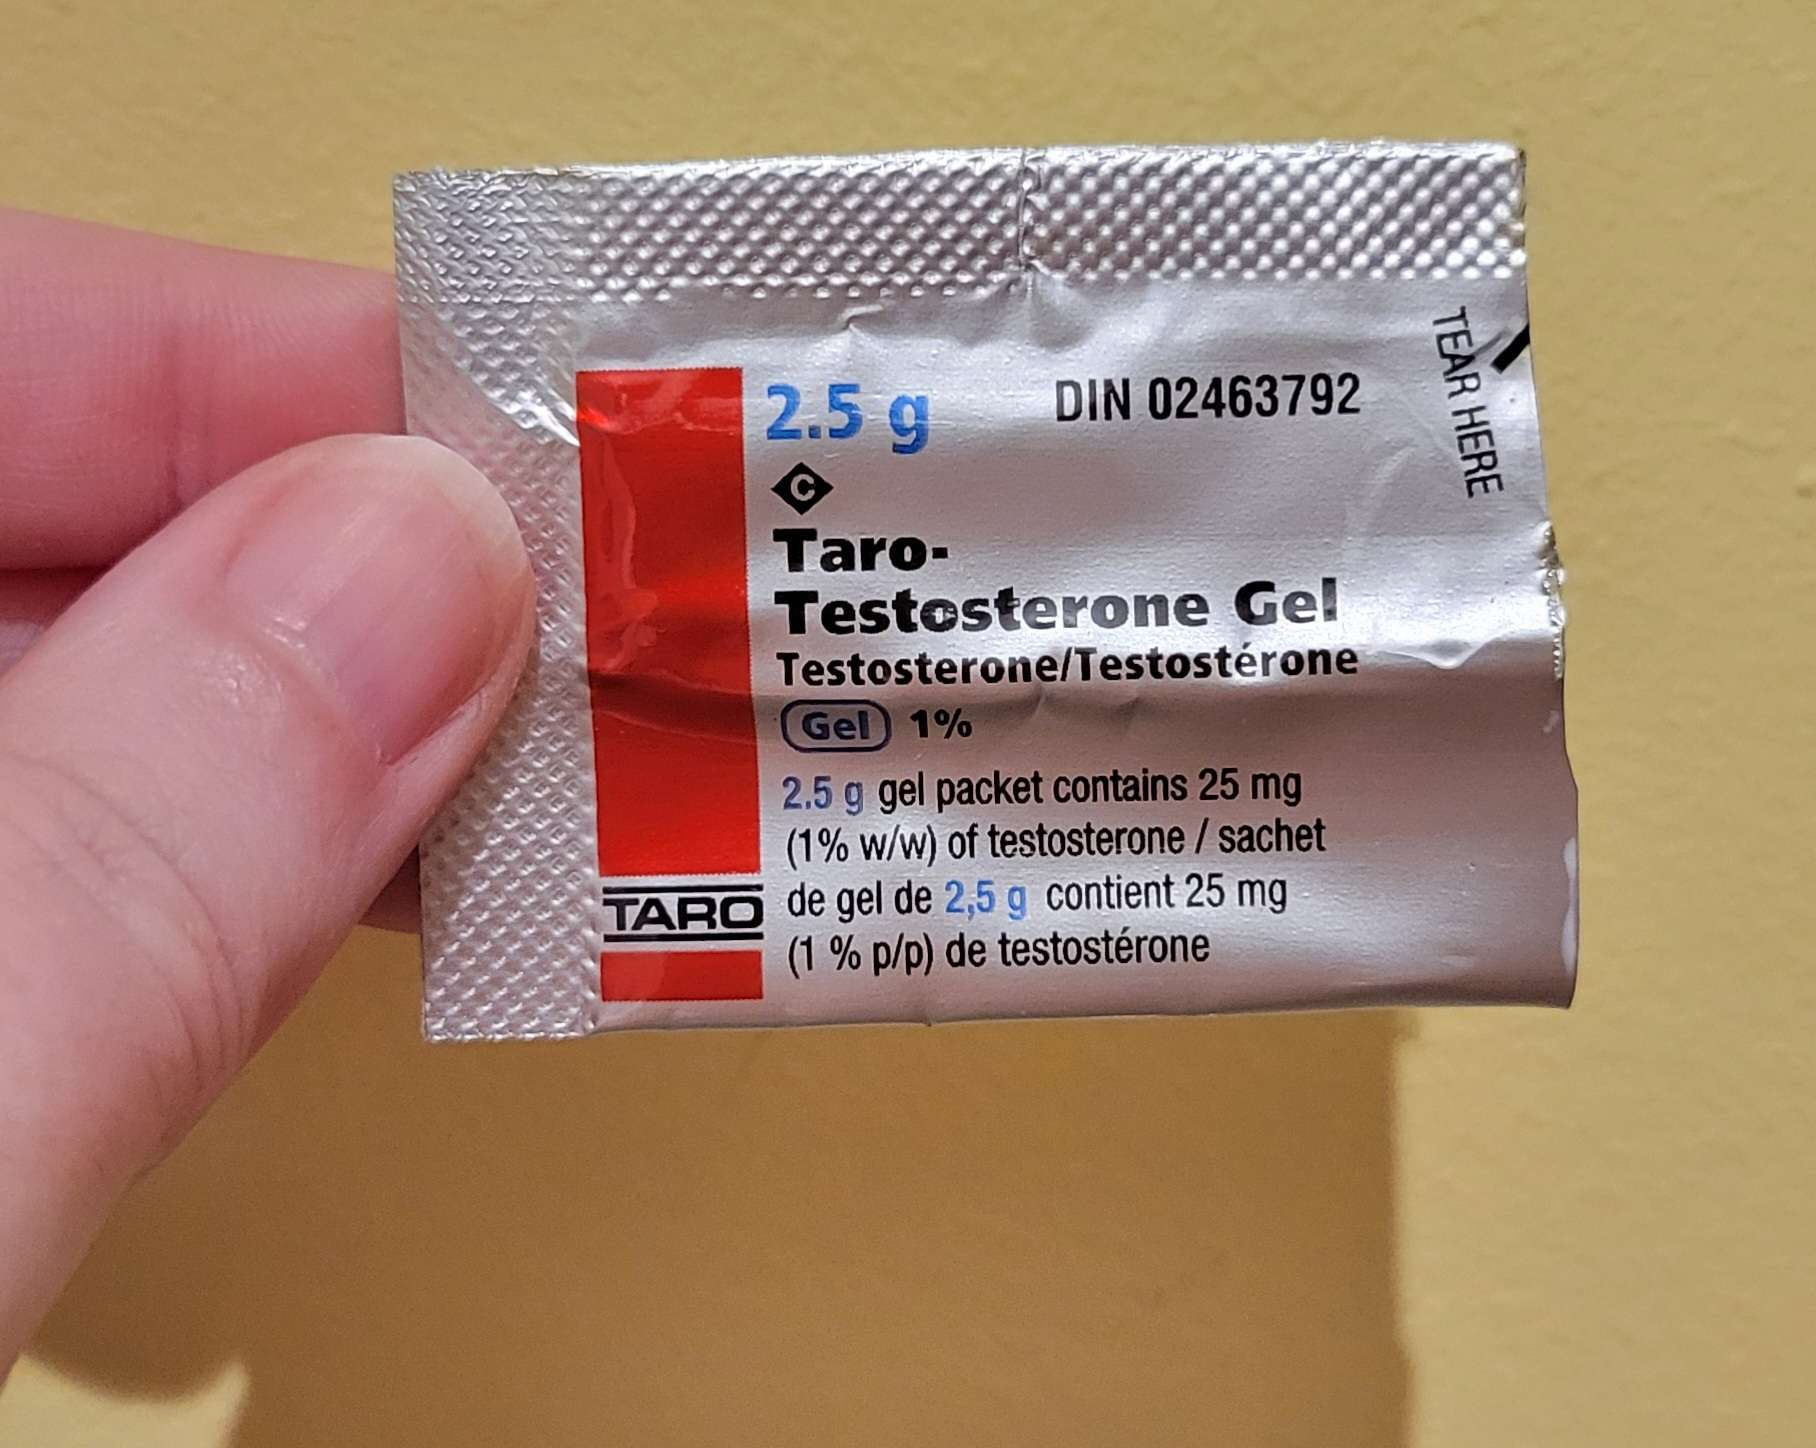 2.5 g
DIN 02463792
TEAR HERE
C
Taro-
Testosterone Gel
Testosterone/Testostérone
Gel 1%
2.5 g gel packet contains 25 mg
(1% w/w) of testosterone / sachet
de gel de 2,5 g contient 25 mg
(1 % p/p) de testostérone
TARO